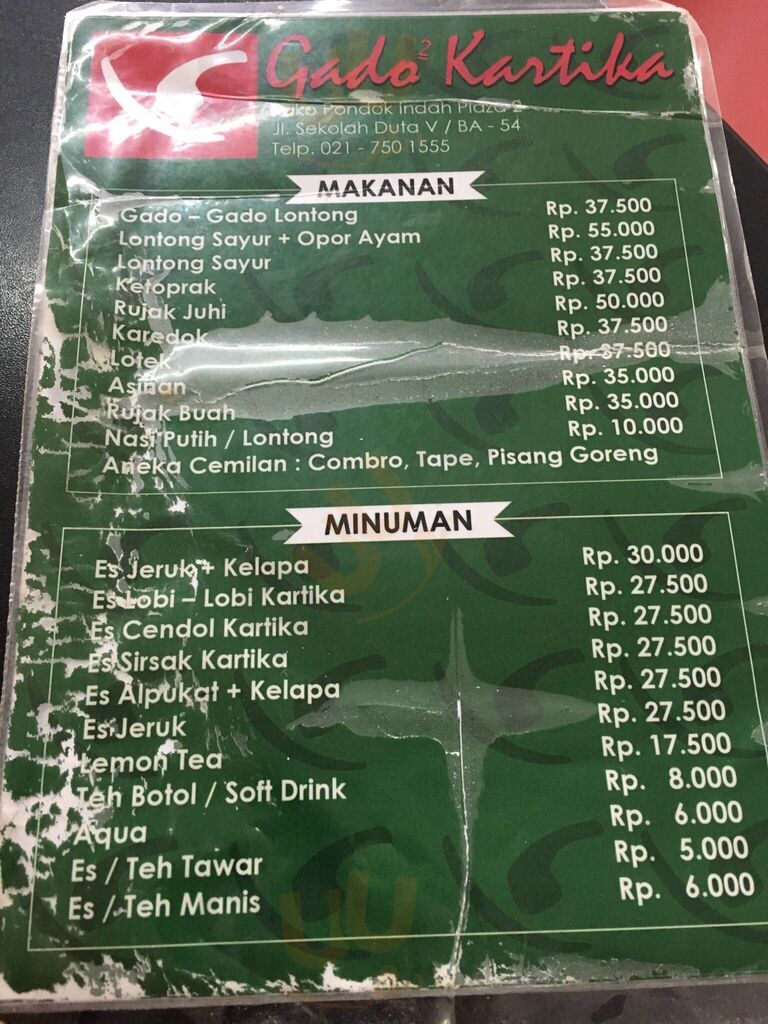 Gado² Kartika
Pondok Indah Plaza 2
Jl. Sekolah Duta V / BA - 54
Telp. 021 - 750 1555
MAKANAN
Gado - Gado Lontong Rp. 37.500
Lontong Sayur + Opor Ayam Rp. 55.000
Lontong Sayur Rp. 37.500
Ketoprak Rp. 37.500
Rujak Juhi Rp. 50.000
Karedok Rp. 37.500
Lotek Rp. 37.500
Asinan Rp. 35.000
Rujak Buah Rp. 35.000
Nasi Putih / Lontong Rp. 10.000
Aneka Cemilan : Combro, Tape, Pisang Goreng
MINUMAN
Es Jeruk + Kelapa Rp. 30.000
Es Lobi - Lobi Kartika Rp. 27.500
Es Cendol Kartika Rp. 27.500
Es Sirsak Kartika Rp. 27.500
Es Alpukat + Kelapa Rp. 27.500
Es Jeruk Rp. 27.500
Lemon Tea Rp. 17.500
Teh Botol / Soft Drink Rp. 8.000
Aqua Rp. 6.000
Es / Teh Tawar Rp. 5.000
Es / Teh Manis Rp. 6.000